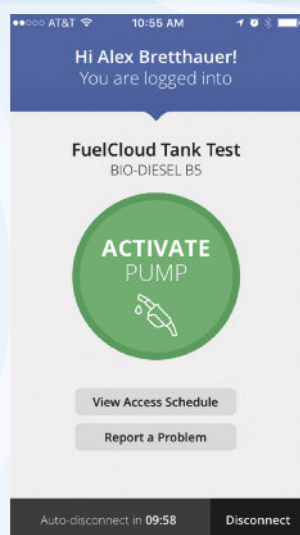 AT&T 10:55 AM
Hi Alex Bretthauer!
You are logged into
FuelCloud Tank Test
BIO-DIESEL B5
ACTIVATE
PUMP
View Access Schedule
Report a Problem
Auto-disconnect in 09:58 Disconnect